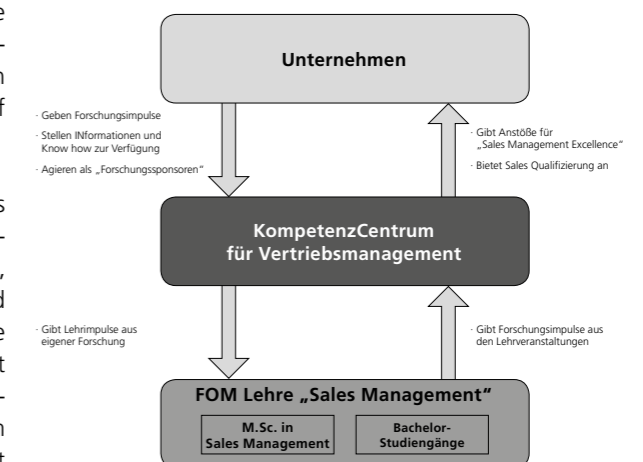 Unternehmen
· Geben Forschungsimpulse
· Stellen INformationen und
Know how zur Verfügung
· Agieren als „Forschungssponsoren“
· Gibt Anstöße für
„Sales Management Excellence“
· Bietet Sales Qualifizierung an
KompetenzCentrum
für Vertriebsmanagement
· Gibt Lehrimpulse aus
eigener Forschung
· Gibt Forschungsimpulse aus
den Lehrveranstaltungen
FOM Lehre „Sales Management“
M.Sc. in
Sales Management
Bachelor-
Studiengänge